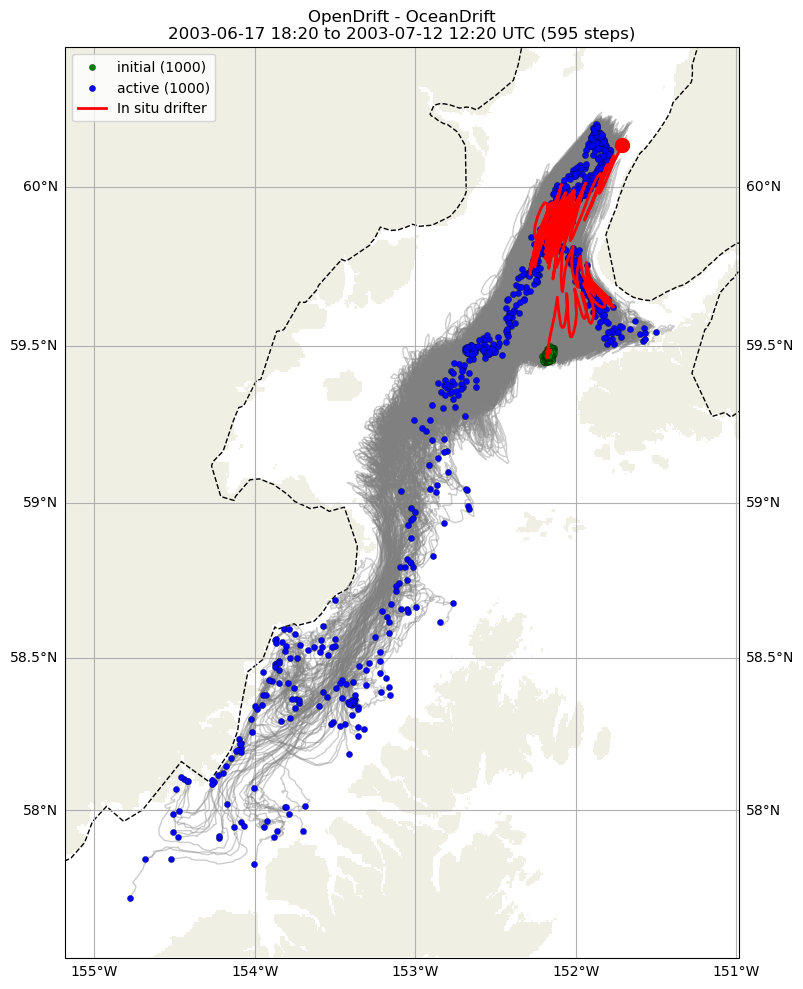 OpenDrift - OceanDrift
2003-06-17 18:20 to 2003-07-12 12:20 UTC (595 steps)
initial (1000)
active (1000)
In situ drifter
60°N
60°N
59.5°N
59.5°N
59°N
59°N
58.5°N
58.5°N
58°N
58°N
155°W
154°W
153°W
152°W
151°W